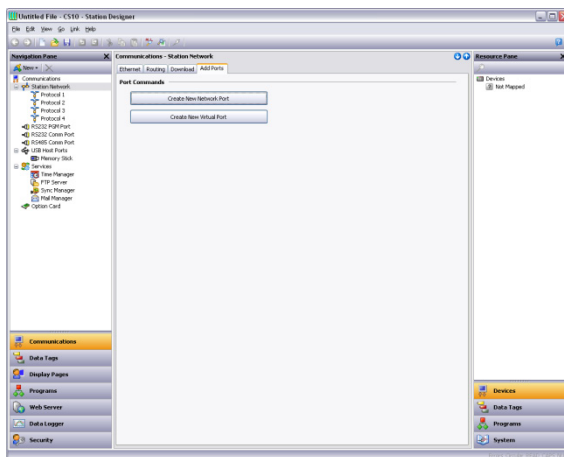 Untitled File - CS10 - Station Designer
File Edit View Go Link Help
Navigation Pane
New
Communications
Station Network
Protocol 1
Protocol 2
Protocol 3
Protocol 4
RS232 PGM Port
RS232 Comm Port
RS485 Comm Port
USB Host Ports
Memory Stick
Services
Time Manager
FTP Server
Sync Manager
Mail Manager
Option Card
Communications
Data Tags
Display Pages
Programs
Web Server
Data Logger
Security
Communications - Station Network
Ethernet Routing Download Add Ports
Port Commands
Create New Network Port
Create New Virtual Port
Resource Pane
Devices
Not Mapped
Devices
Data Tags
Programs
System